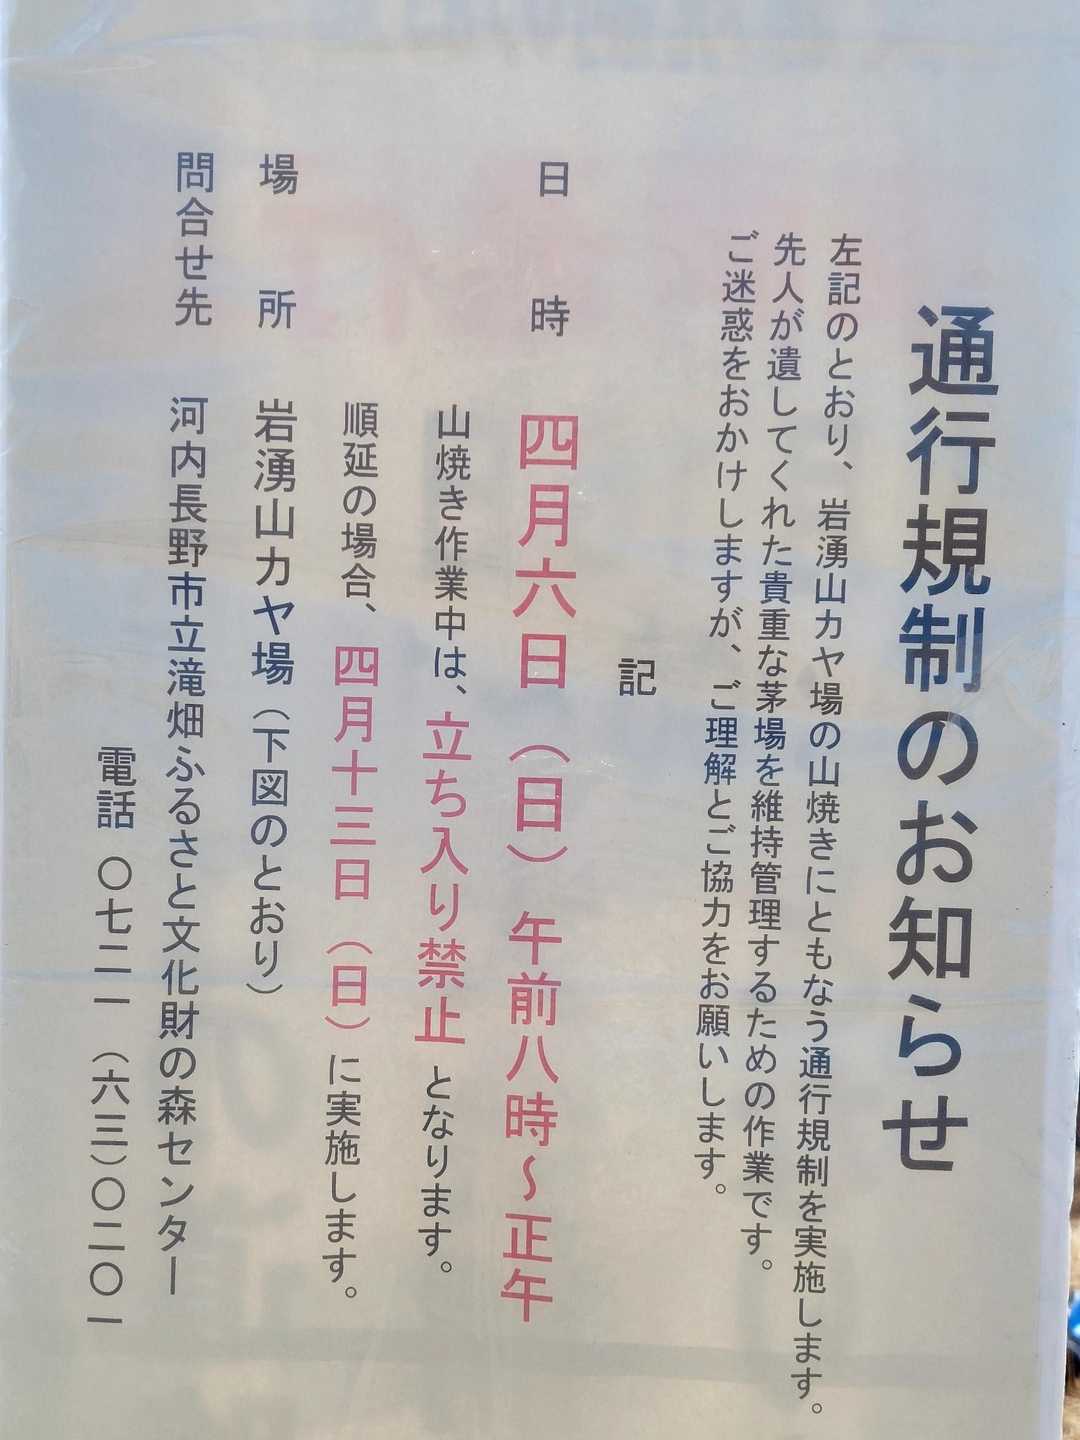 通行規制のお知らせ
左記のとおり、岩湧山カヤ場の山焼きにともなう通行規制を実施します。
先人が遺してくれた貴重な茅場を維持管理するための作業です。
ご迷惑をおかけしますが、ご理解とご協力をお願いします。
記
日時 四月六日（日）午前八時～正午
山焼き作業中は、立ち入り禁止となります。
順延の場合、四月十三日（日）に実施します。
場所 岩湧山カヤ場（下図のとおり）
問合せ先 河内長野市立滝畑ふるさと文化財の森センター
電話 〇七二一（六三）〇二〇一